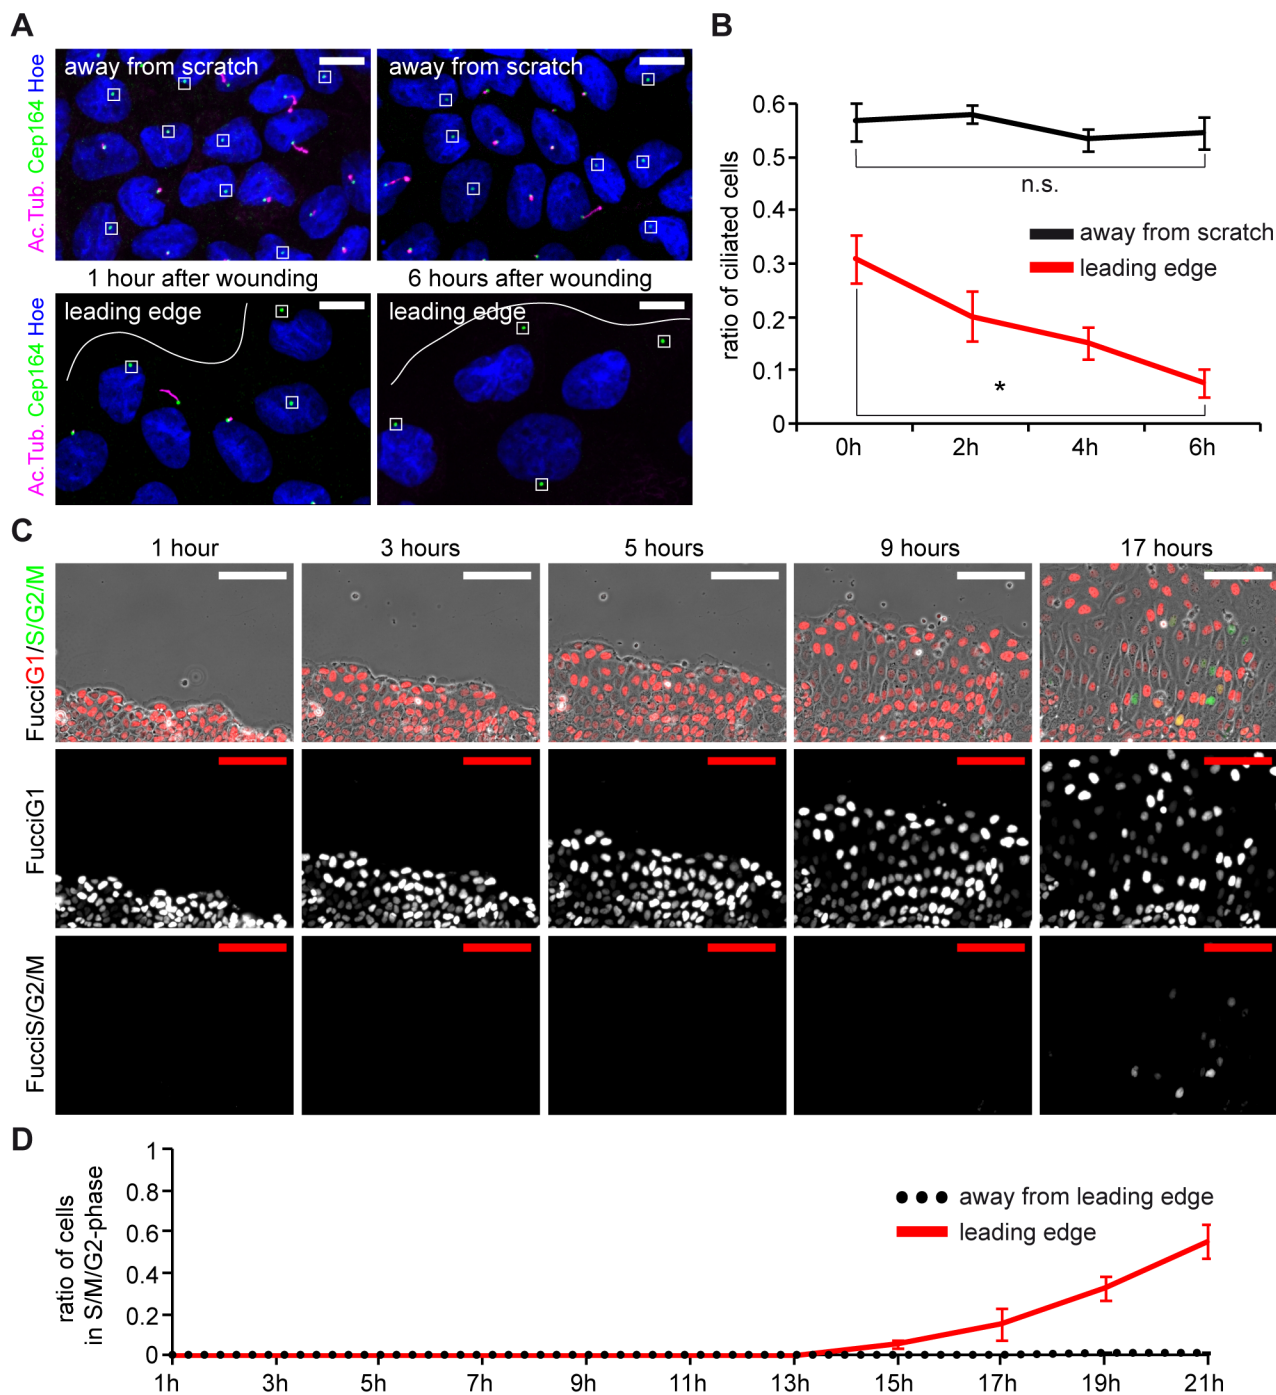 A
Ac.Tub. Cep164 Hoe
away from scratch
away from scratch
1 hour after wounding
6 hours after wounding
Ac.Tub. Cep164 Hoe
leading edge
leading edge
B
ratio of ciliated cells
0.6
0.5
0.4
0.3
0.2
0.1
0
n.s.
away from scratch
leading edge
*
0h
2h
4h
6h
C
1 hour
3 hours
5 hours
9 hours
17 hours
FucciG1/S/G2/M
FucciG1
FucciS/G2/M
D
ratio of cells
in S/M/G2-phase
1
0.8
0.6
0.4
0.2
0
away from leading edge
leading edge
1h
3h
5h
7h
9h
11h
13h
15h
17h
19h
21h